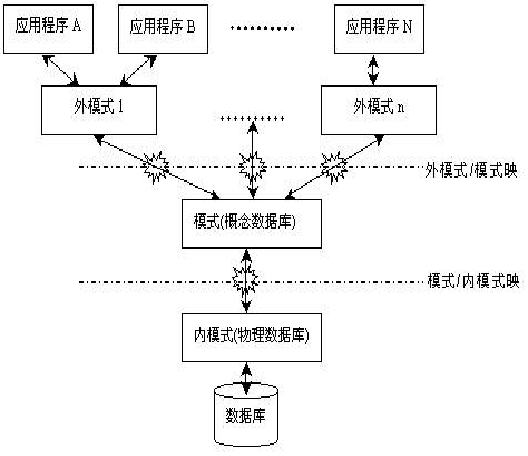 应用程序 A
应用程序 B
应用程序 N
外模式 1
外模式 n
外模式/模式映
模式(概念数据库)
模式/内模式映
内模式(物理数据库)
数据库